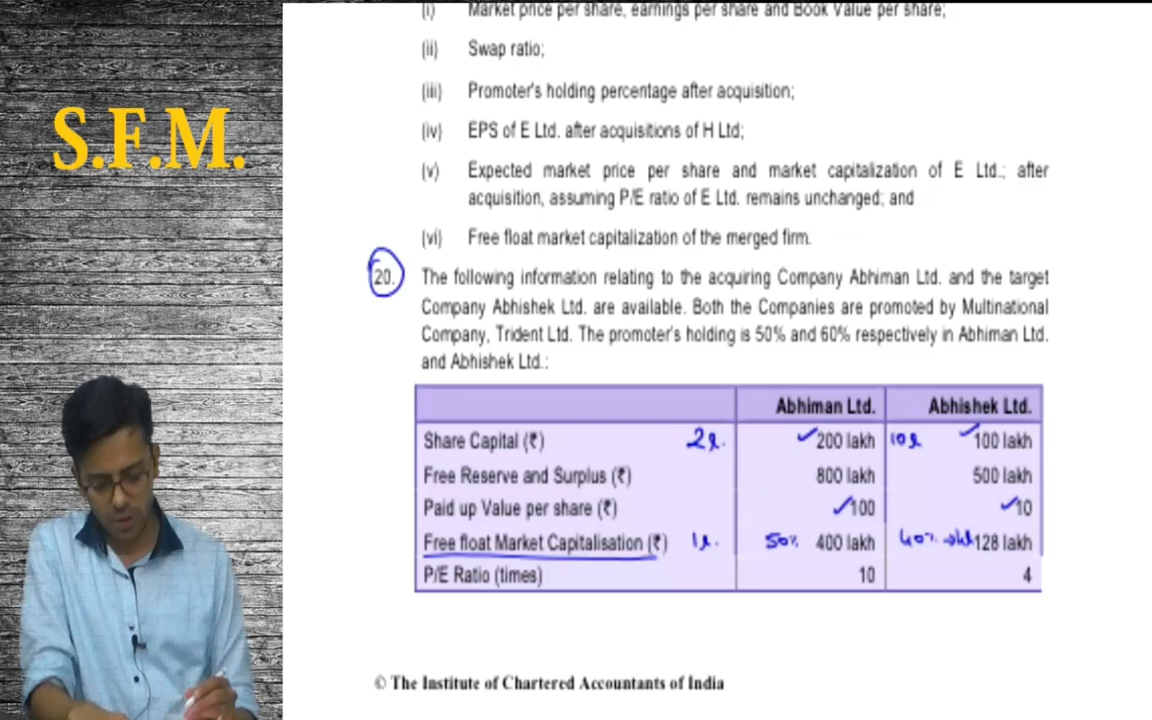 S.F.M.
(i) Market price per share, earnings per share and Book Value per share;
(ii) Swap ratio;
(iii) Promoter's holding percentage after acquisition;
(iv) EPS of E Ltd. after acquisitions of H Ltd;
(v) Expected market price per share and market capitalization of E Ltd.; after
acquisition, assuming P/E ratio of E Ltd. remains unchanged; and
(vi) Free float market capitalization of the merged firm.
20. The following information relating to the acquiring Company Abhiman Ltd. and the target
Company Abhishek Ltd. are available. Both the Companies are promoted by Multinational
Company, Trident Ltd. The promoter's holding is 50% and 60% respectively in Abhiman Ltd.
and Abhishek Ltd.:
Abhiman Ltd. Abhishek Ltd.
Share Capital (₹) 2l. 200 lakh 10l 100 lakh
Free Reserve and Surplus (₹) 800 lakh 500 lakh
Paid up Value per share (₹) 100 10
Free float Market Capitalisation (₹) 1l. 50% 400 lakh 40% 128 lakh
P/E Ratio (times) 10 4
© The Institute of Chartered Accountants of India